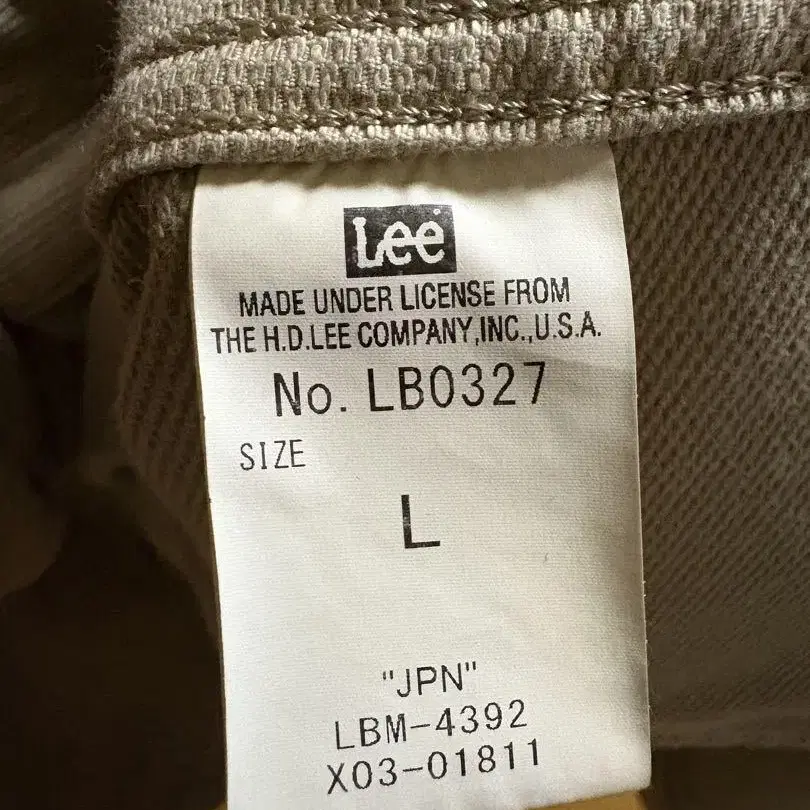 Lee
MADE UNDER LICENSE FROM
THE H.D.LEE COMPANY,INC.,U.S.A.
No. LB0327
SIZE
L
"JPN"
LBM-4392
X03-01811